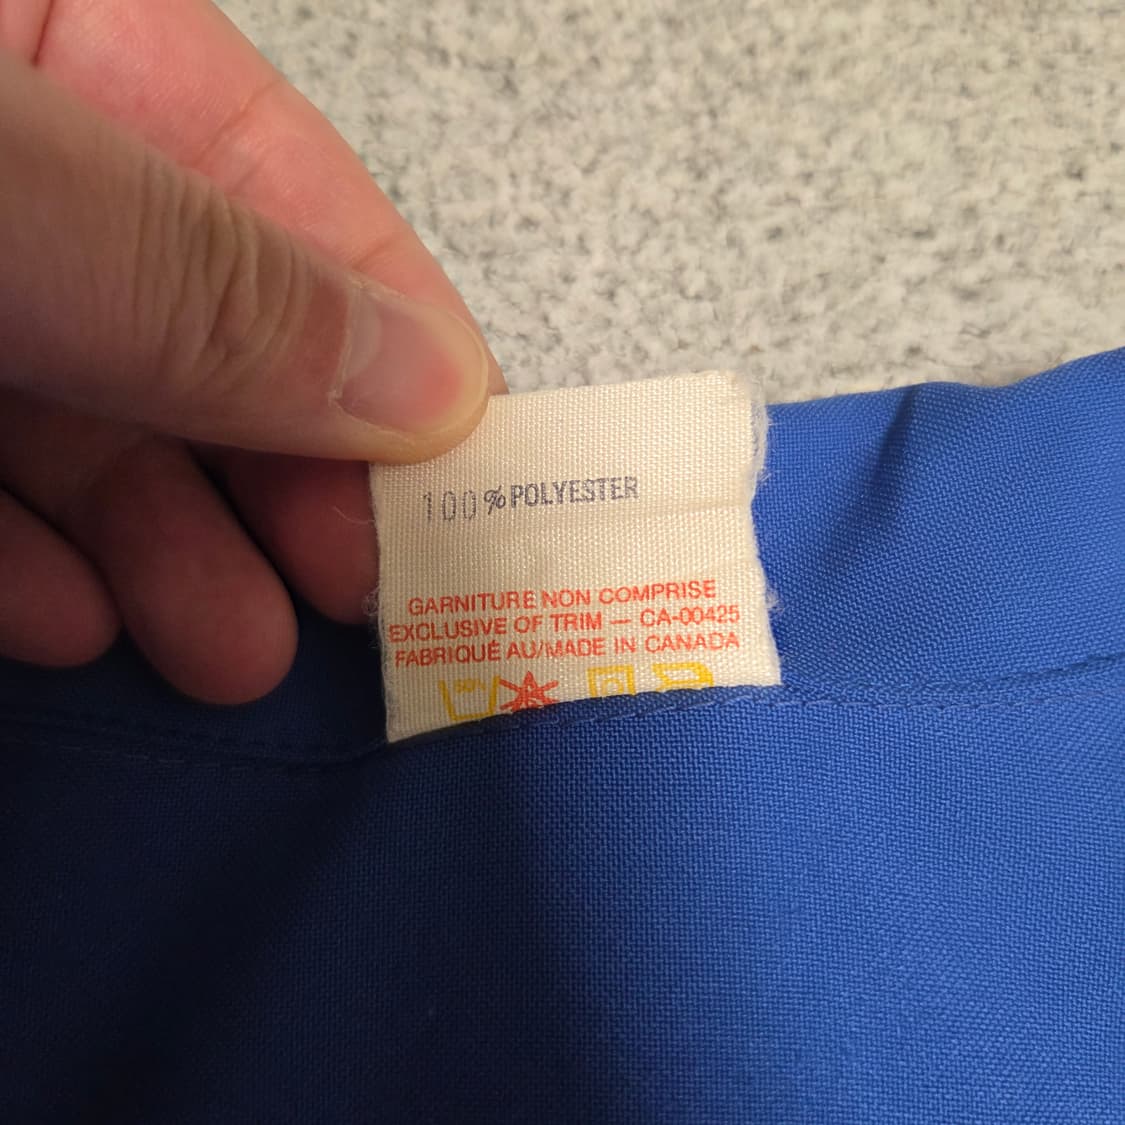 100% POLYESTER
GARNITURE NON COMPRISE
EXCLUSIVE OF TRIM — CA-00425
FABRIQUÉ AU/MADE IN CANADA